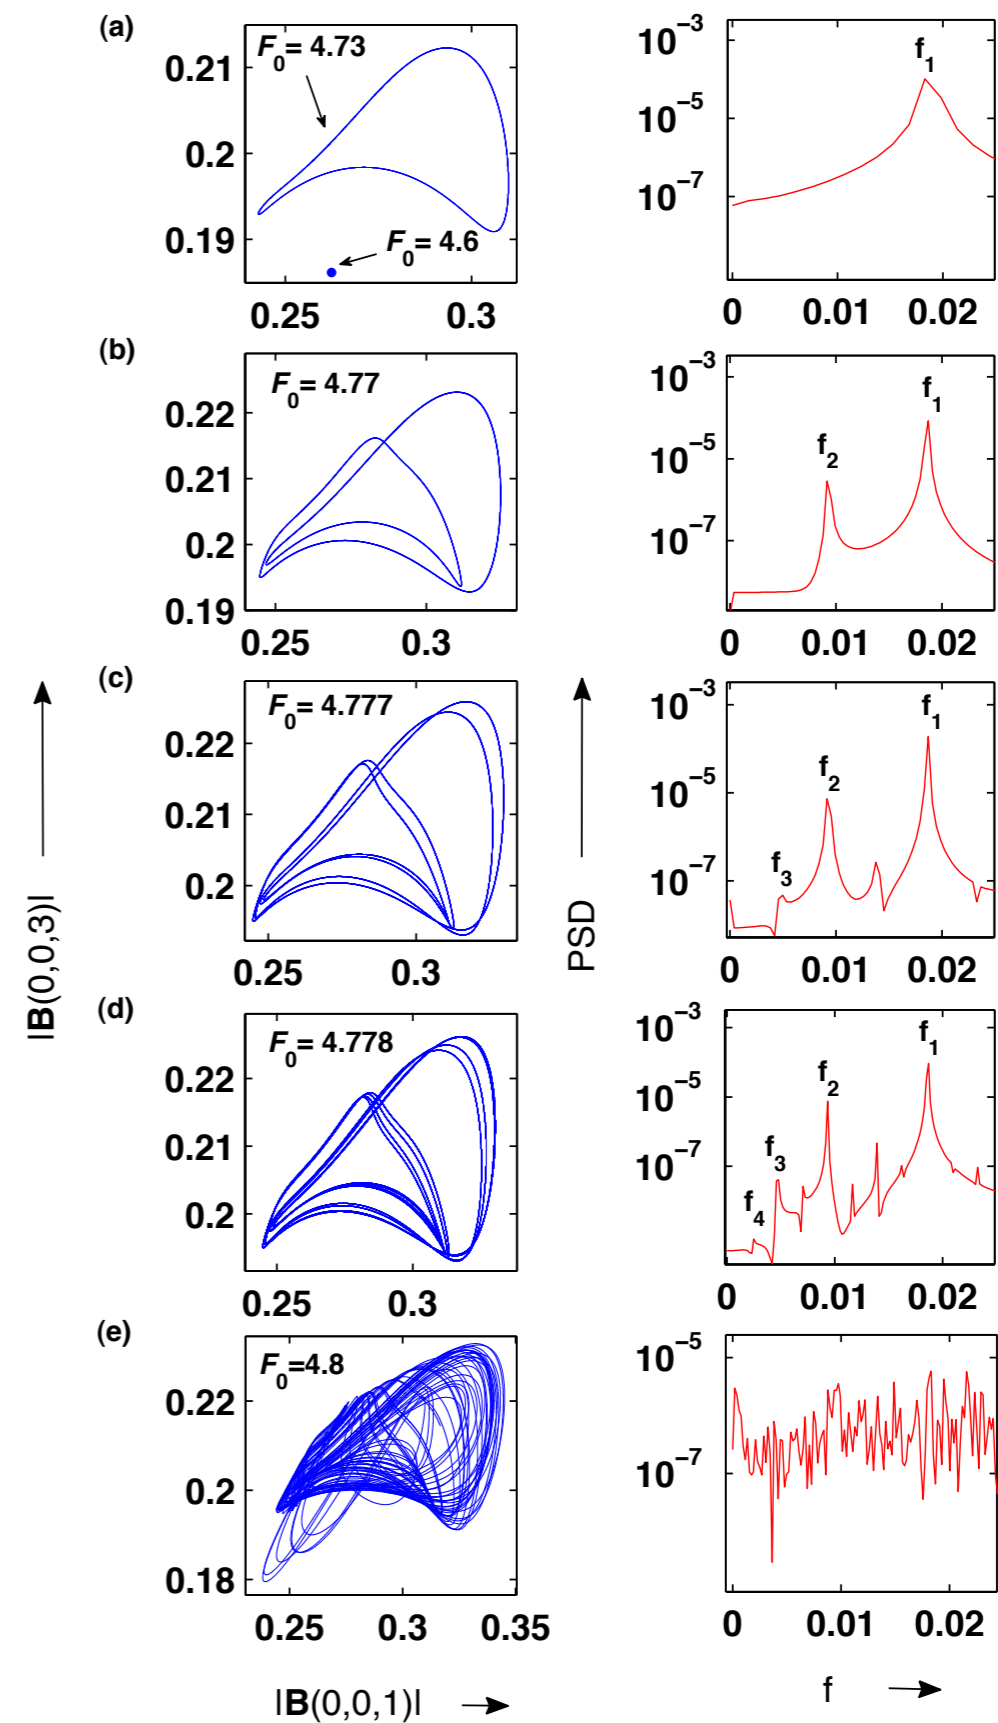 (a)
F₀= 4.73
F₀= 4.6
0.21
0.2
0.19
0.25 0.3
10⁻³
10⁻⁵
10⁻⁷
f₁
0 0.01 0.02
(b)
F₀= 4.77
0.22
0.21
0.2
0.19
0.25 0.3
10⁻³
10⁻⁵
10⁻⁷
f₂
f₁
0 0.01 0.02
(c)
F₀= 4.777
0.22
0.21
0.2
0.25 0.3
10⁻³
10⁻⁵
10⁻⁷
f₃
f₂
f₁
0 0.01 0.02
(d)
F₀= 4.778
0.22
0.21
0.2
0.25 0.3
10⁻³
10⁻⁵
10⁻⁷
f₄
f₃
f₂
f₁
0 0.01 0.02
(e)
F₀=4.8
0.22
0.2
0.18
0.25 0.3 0.35
10⁻⁵
10⁻⁷
0 0.01 0.02
|B(0,0,3)|
PSD
|B(0,0,1)|
f